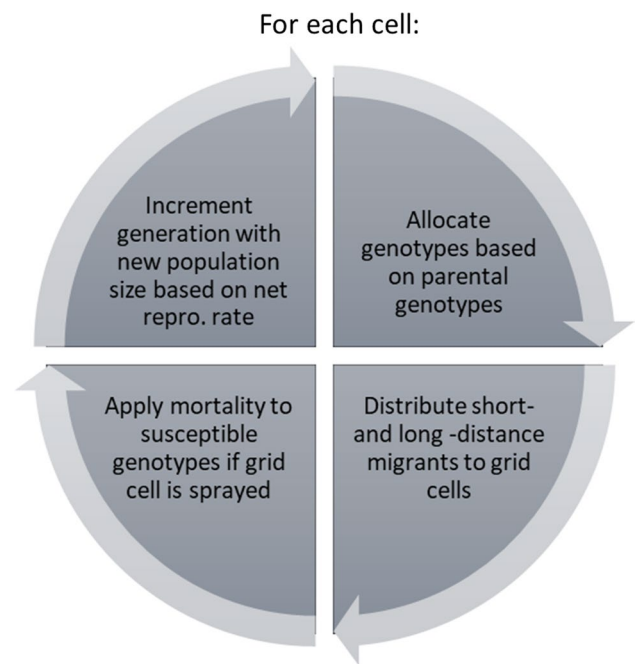 For each cell:
Increment
generation with
new population
size based on net
repro. rate
Allocate
genotypes based
on parental
genotypes
Apply mortality to
susceptible
genotypes if grid
cell is sprayed
Distribute short-
and long -distance
migrants to grid
cells